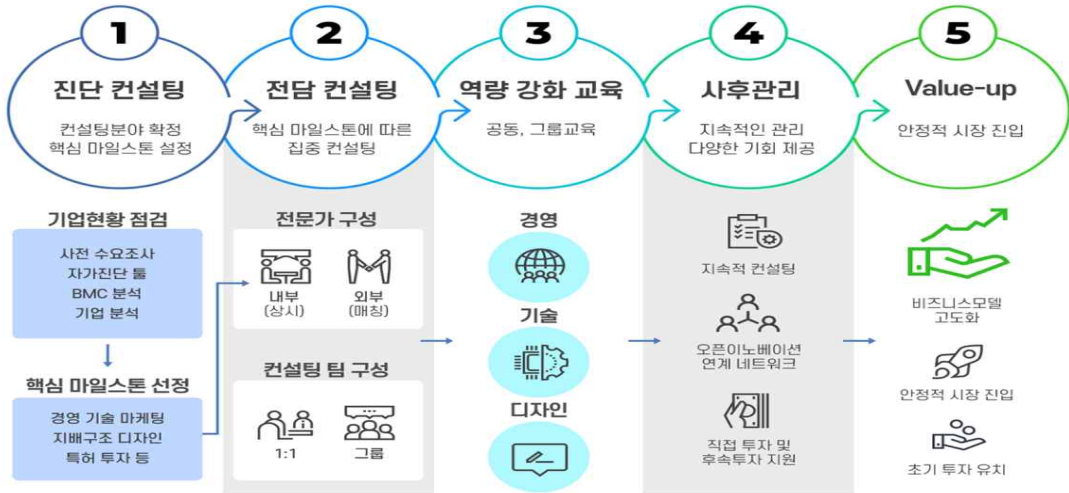 1
진단 컨설팅
컨설팅분야 확정
핵심 마일스톤 설정
기업현황 점검
사전 수요조사
자가진단 툴
BMC 분석
기업 분석
핵심 마일스톤 선정
경영 기술 마케팅
지배구조 디자인
특허 투자 등
2
전담 컨설팅
핵심 마일스톤에 따른
집중 컨설팅
전문가 구성
내부
(상시)
외부
(매칭)
컨설팅 팀 구성
1:1
그룹
3
역량 강화 교육
공동, 그룹교육
경영
기술
디자인
4
사후관리
지속적인 관리
다양한 기회 제공
지속적 컨설팅
오픈이노베이션
연계 네트워크
직접 투자 및
후속투자 지원
5
Value-up
안정적 시장 진입
비즈니스모델
고도화
안정적 시장 진입
초기 투자 유치